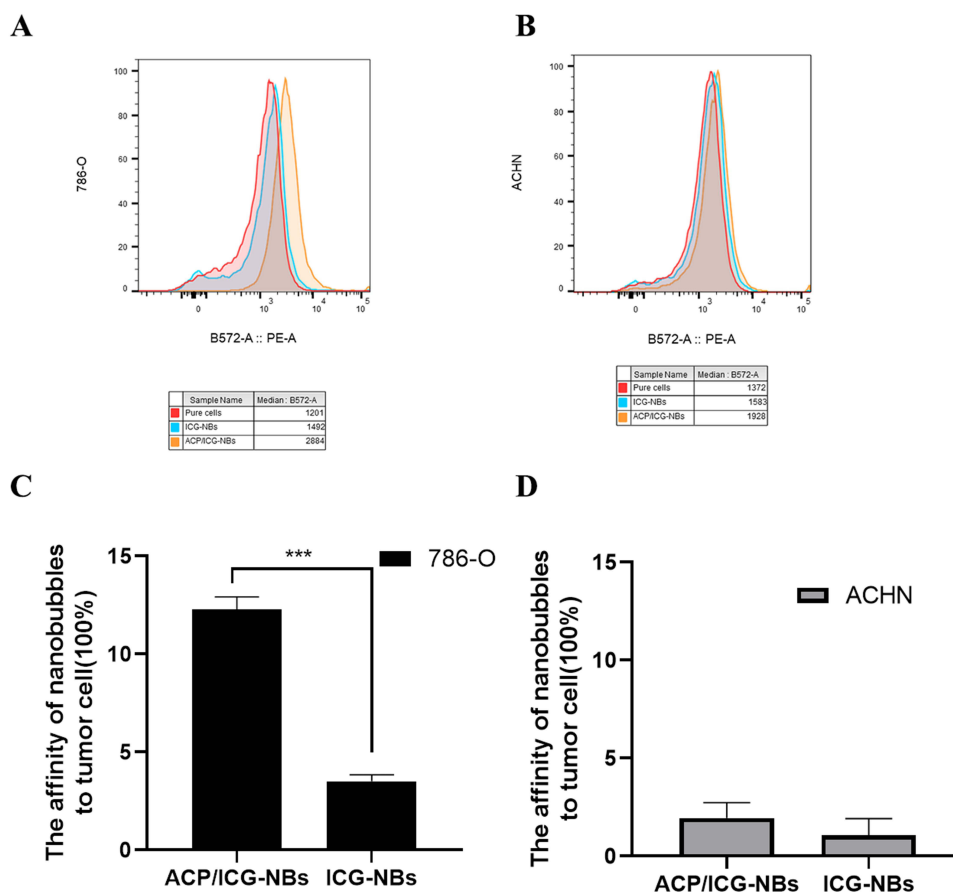 A
B
100
80
60
40
20
0
786-O
0
10 3
10 4
10 5
B572-A :: PE-A
100
80
60
40
20
0
ACHN
0
10 3
10 4
10 5
B572-A :: PE-A
Sample Name Median : B572-A
Pure cells 1201
ICG-NBs 1492
ACP/ICG-NBs 2884
Sample Name Median : B572-A
Pure cells 1372
ICG-NBs 1583
ACP/ICG-NBs 1928
C
D
The affinity of nanobubbles
to tumor cell(100%)
15
10
5
0
***
786-O
ACP/ICG-NBs ICG-NBs
The affinity of nanobubbles
to tumor cell(100%)
15
10
5
0
ACHN
ACP/ICG-NBs ICG-NBs